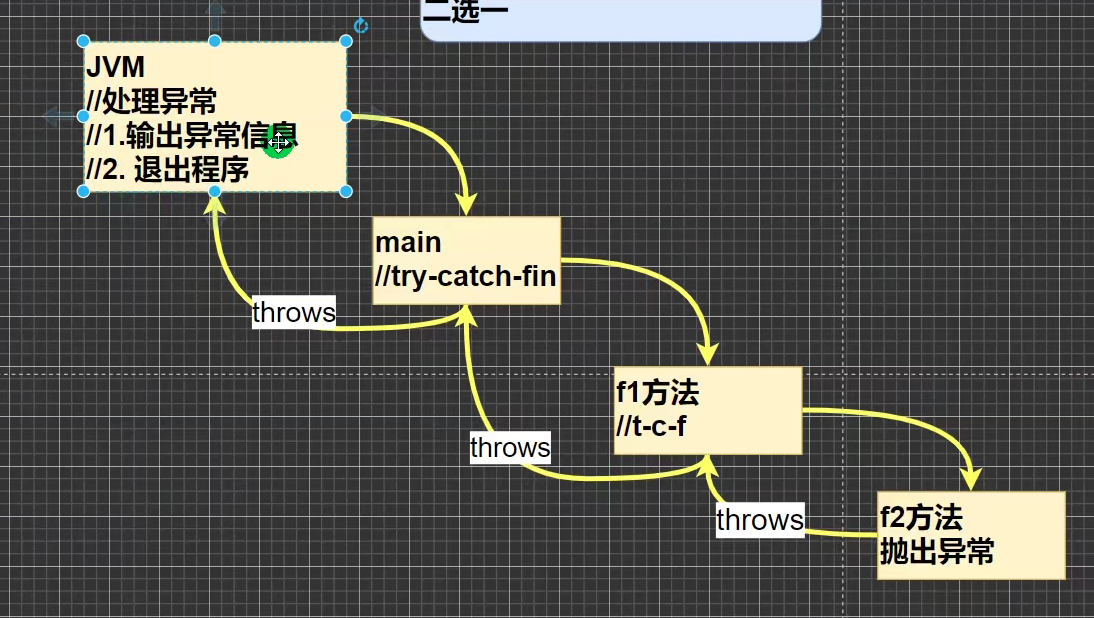 二选一
JVM
//处理异常
//1.输出异常信息
//2. 退出程序
main
//try-catch-fin
throws
f1方法
//t-c-f
throws
f2方法
抛出异常
throws